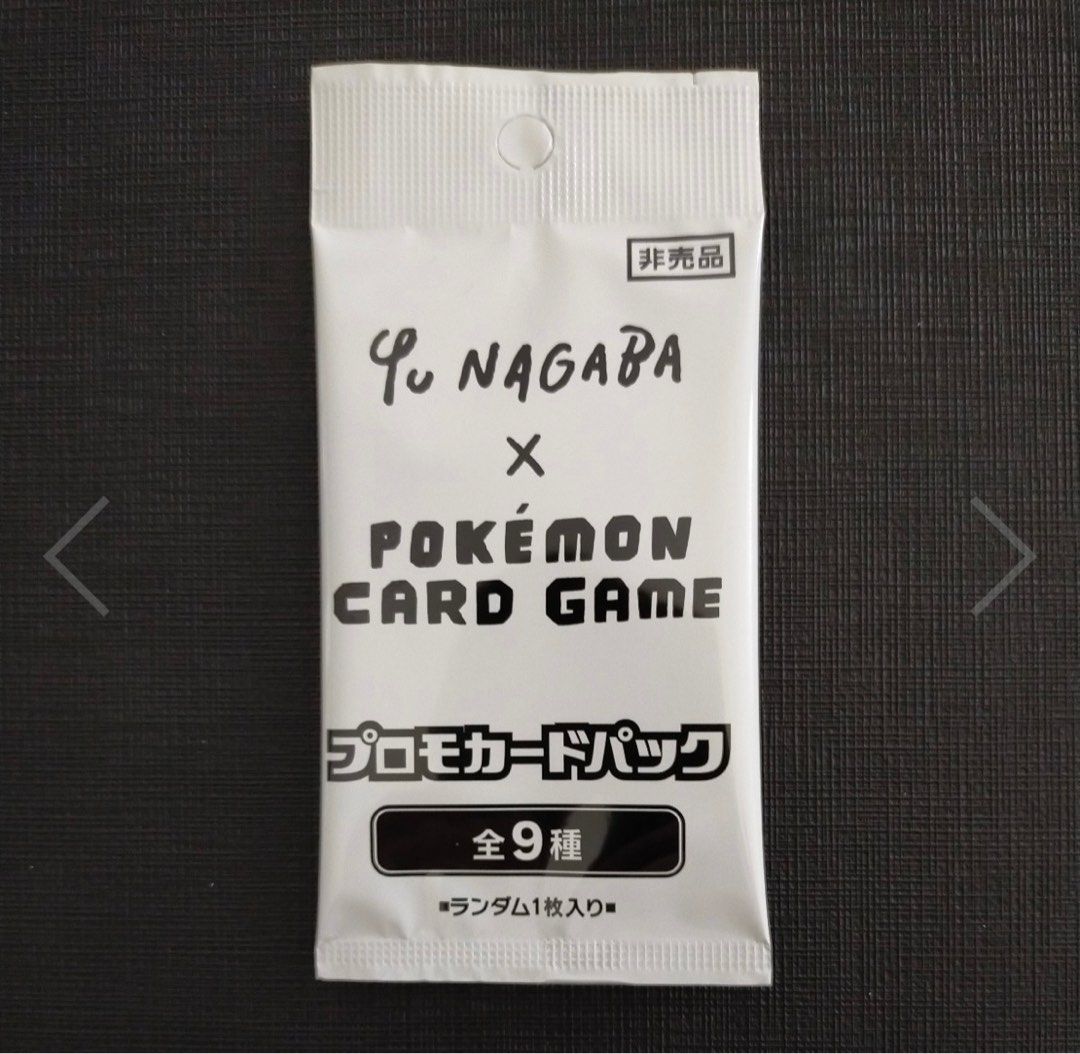 非売品
Yu NAGABA
×
POKÉMON
CARD GAME
プロモカードパック
全9種
■ランダム1枚入り■